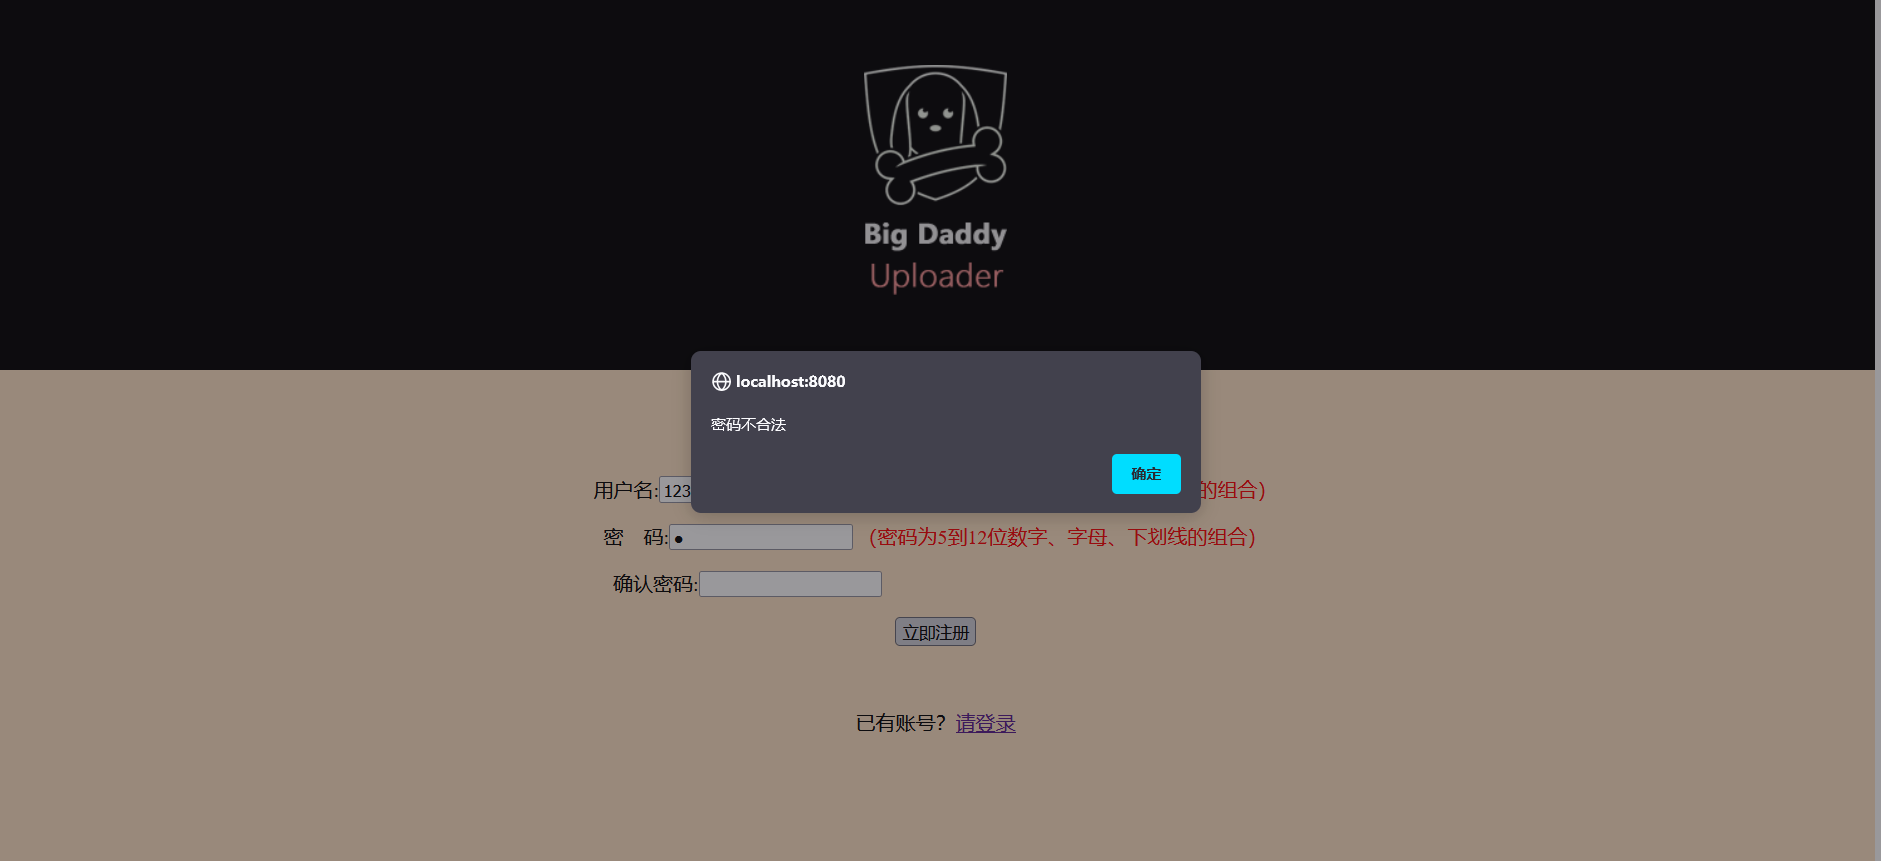 Big Daddy
Uploader
localhost:8080
密码不合法
确定
用户名:123 的组合）
密 码:● （密码为5到12位数字、字母、下划线的组合）
确认密码:
立即注册
已有账号？请登录